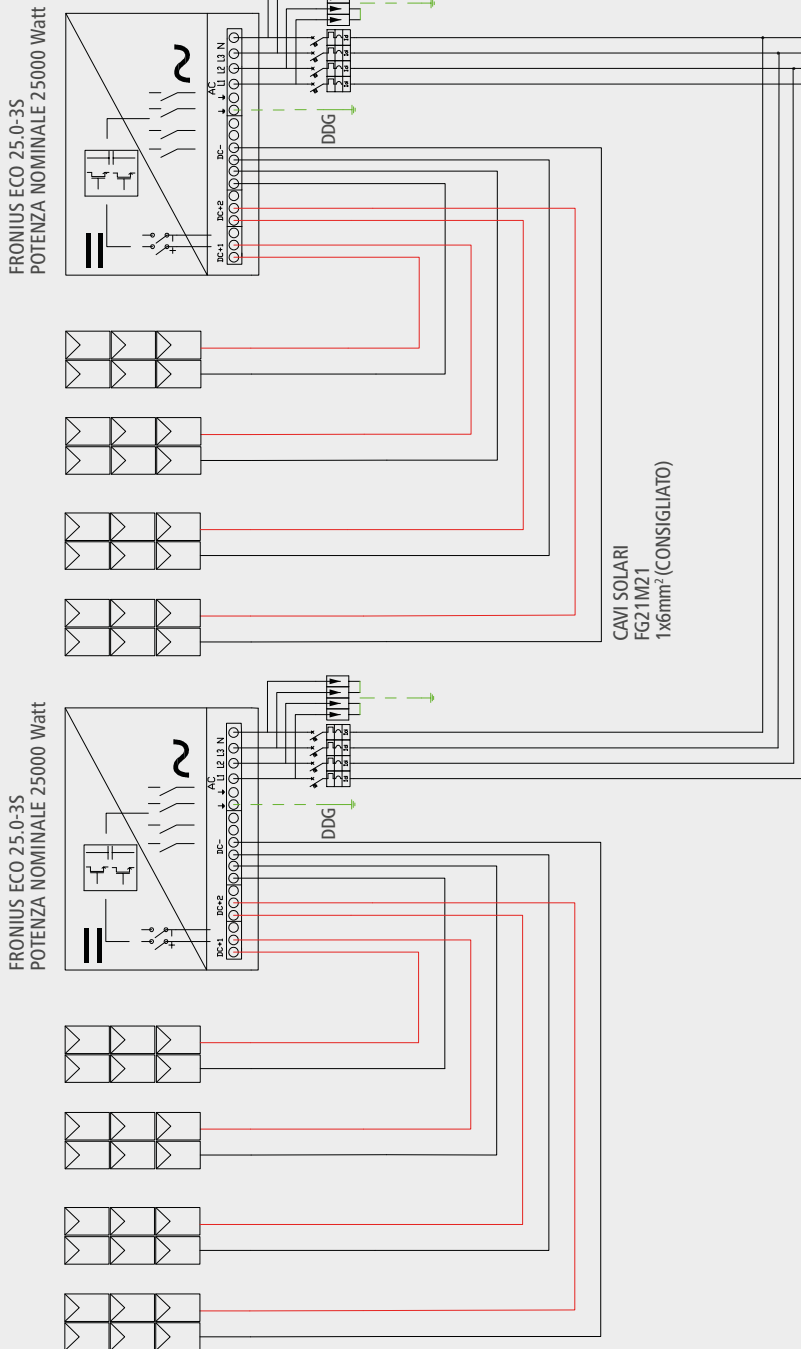 FRONIUS ECO 25.0-3S
POTENZA NOMINALE 25000 Watt
AC
L1 L2 L3 N
DC-
DC+2
DC+1
+
-
DDG
CAVI SOLARI
FG21M21
1x6mm² (CONSIGLIATO)
FRONIUS ECO 25.0-3S
POTENZA NOMINALE 25000 Watt
AC
L1 L2 L3 N
DC-
DC+2
DC+1
+
-
DDG